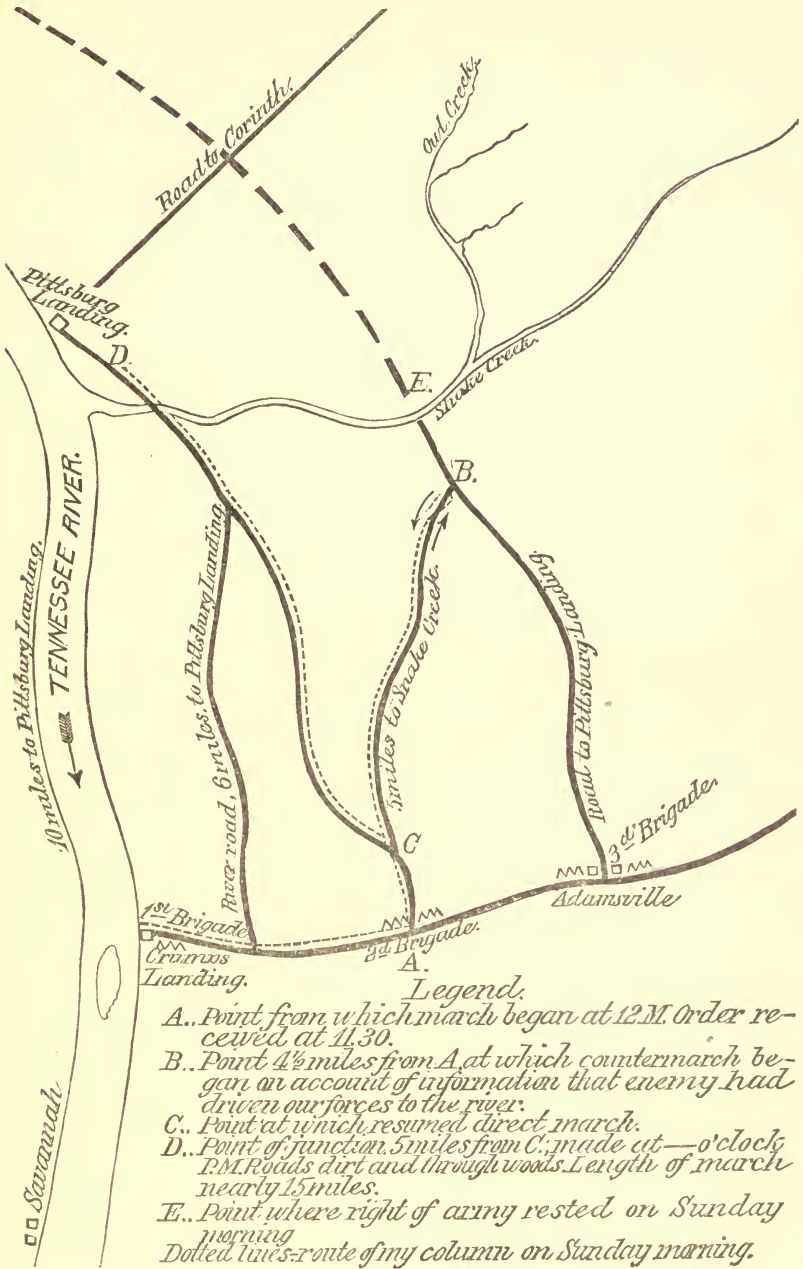 Road to Corinth.
Owl Creek
Pittsburg
Landing.
D.
E.
Snake Creek.
B.
TENNESSEE RIVER.
10 miles to Pittsburg Landing.
River road, 6 miles to Pittsburg Landing
5 miles to Snake Creek.
Road to Pittsburg Landing
C
3d Brigade.
Adamsville
1st Brigade
2d Brigade.
Crumps
Landing.
A.
Savannah
Legend.
A.. Point from which march began at 12 M. Order re-
ceived at 11.30.
B.. Point 4½ miles from A, at which countermarch be-
gan on account of information that enemy had
driven our forces to the river.
C.. Point at which resumed direct march.
D.. Point of junction, 5 miles from C; made at — o'clock
P.M. Roads dirt and through woods. Length of march
nearly 15 miles.
E.. Point where right of army rested on Sunday
morning
Dotted lines=route of my column on Sunday morning.